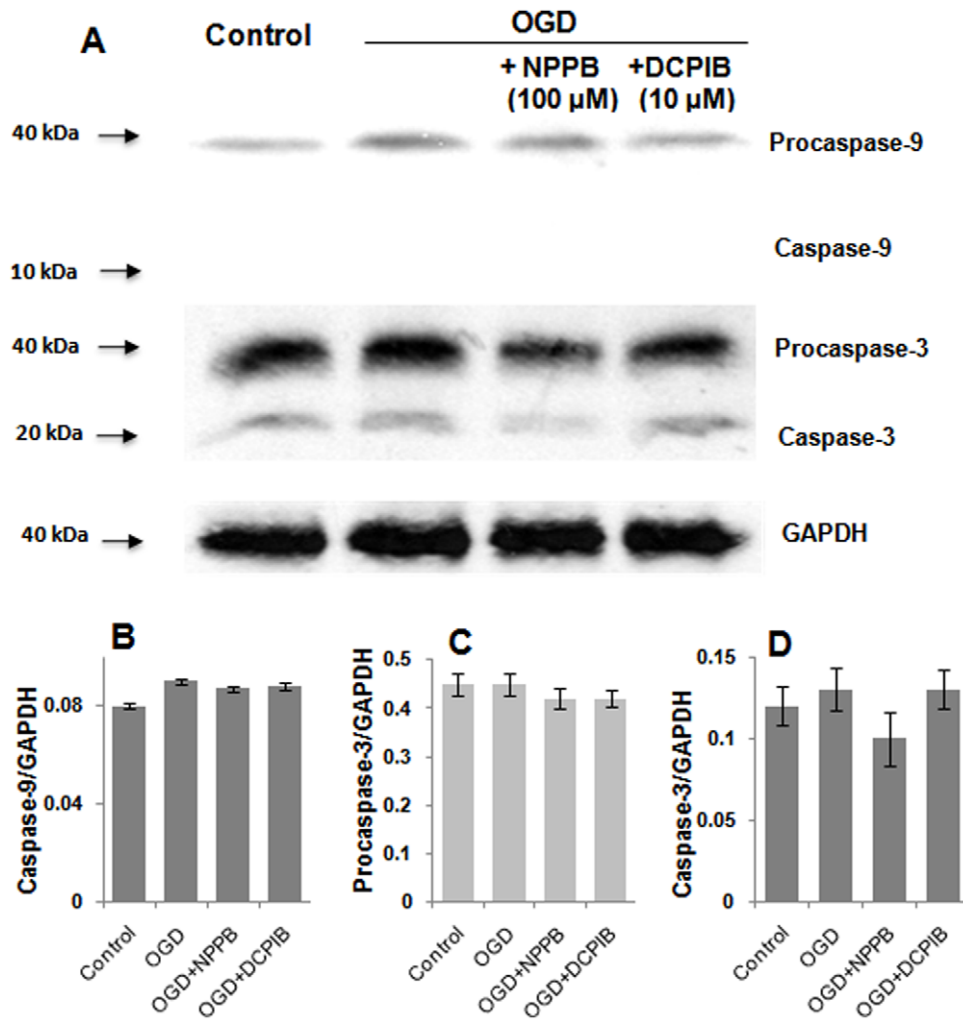 A
Control
OGD
+ NPPB
(100 µM)
+DCPIB
(10 µM)
40 kDa
Procaspase-9
Caspase-9
10 kDa
40 kDa
Procaspase-3
20 kDa
Caspase-3
40 kDa
GAPDH
B
Caspase-9/GAPDH
0.08
0.04
0
Control
OGD
OGD+NPPB
OGD+DCPIB
C
Procaspase-3/GAPDH
0.5
0.4
0.3
0.2
0.1
0
Control
OGD
OGD+NPPB
OGD+DCPIB
D
Caspase-3/GAPDH
0.15
0.1
0.05
0
Control
OGD
OGD+NPPB
OGD+DCPIB